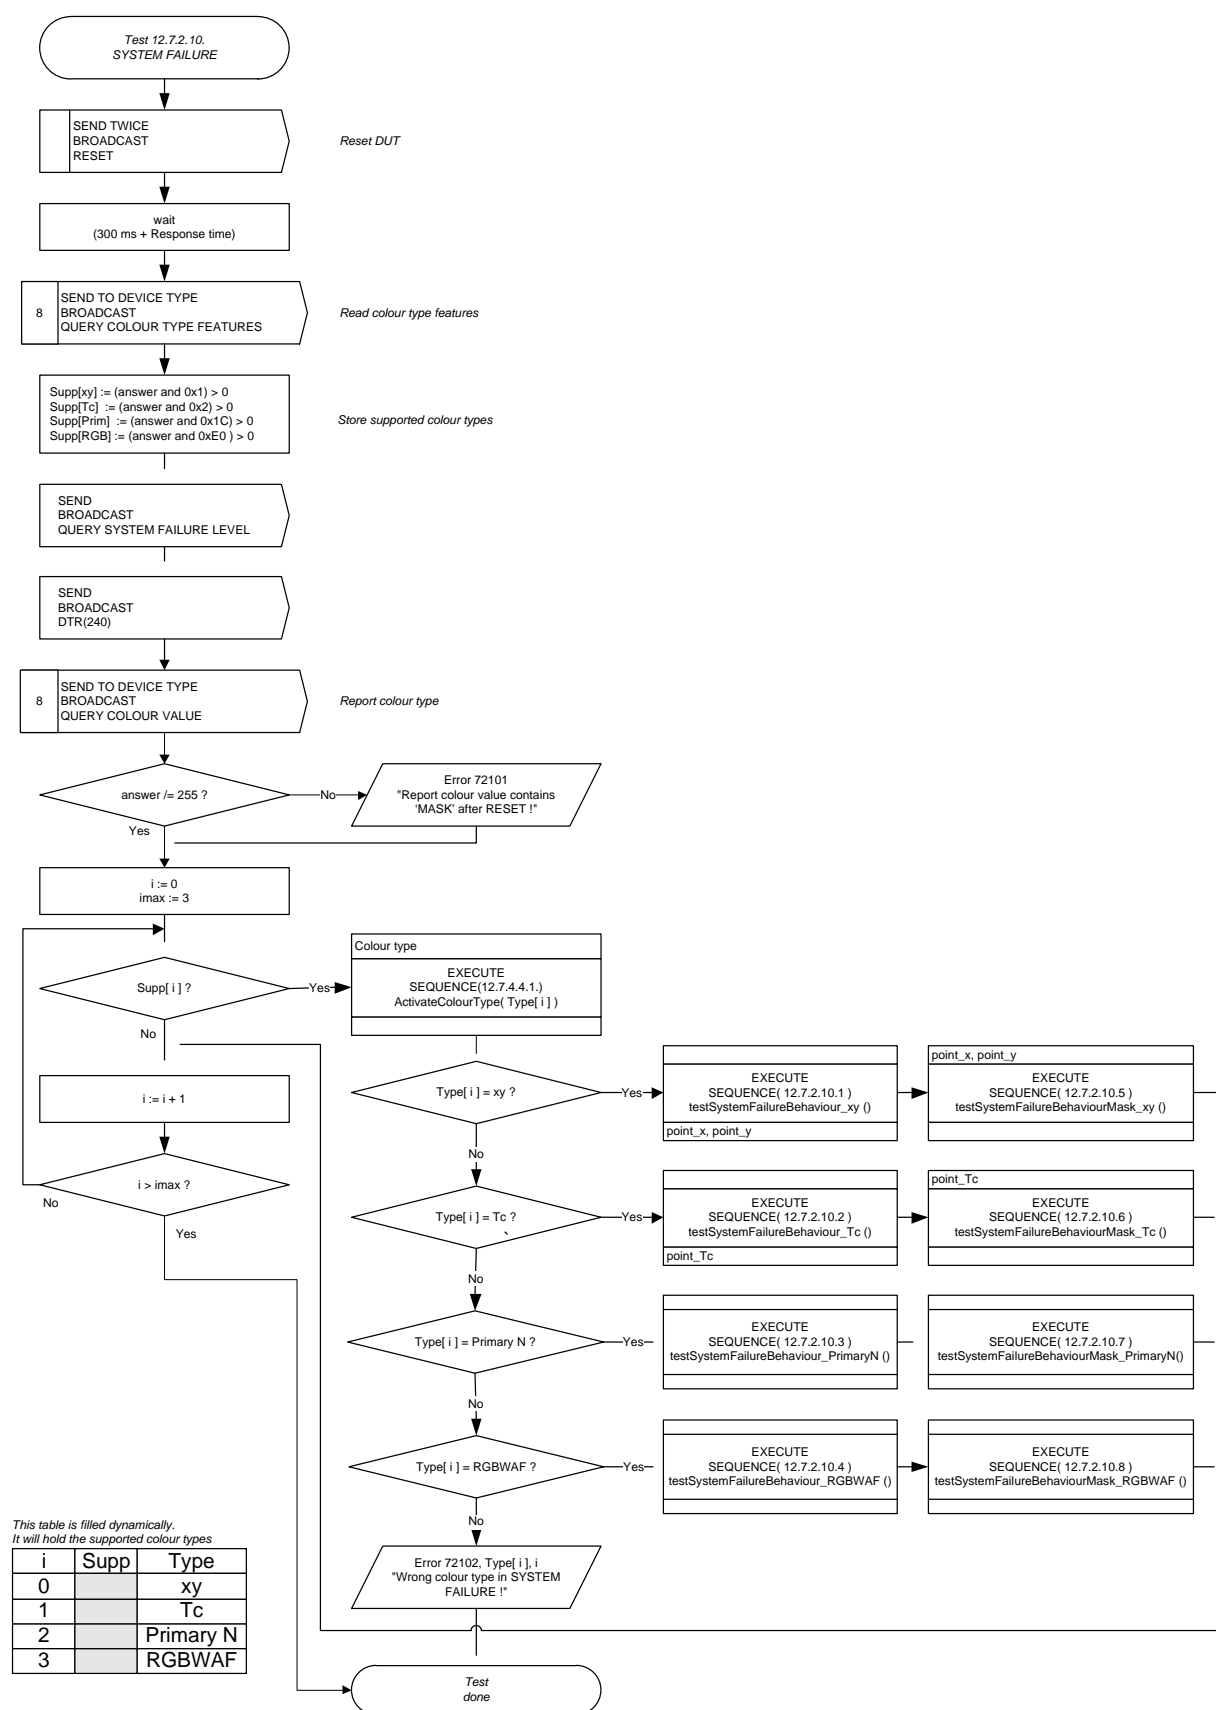 Test 12.7.2.10.
SYSTEM FAILURE
SEND TWICE
BROADCAST
RESET
Reset DUT
wait
(300 ms + Response time)
8
SEND TO DEVICE TYPE
BROADCAST
QUERY COLOUR TYPE FEATURES
Read colour type features
Supp[xy] := (answer and 0x1) > 0
Supp[Tc] := (answer and 0x2) > 0
Supp[Prim] := (answer and 0x1C) > 0
Supp[RGB] := (answer and 0xE0 ) > 0
Store supported colour types
SEND
BROADCAST
QUERY SYSTEM FAILURE LEVEL
SEND
BROADCAST
DTR(240)
8
SEND TO DEVICE TYPE
BROADCAST
QUERY COLOUR VALUE
Report colour type
answer /= 255 ?
No
Error 72101
"Report colour value contains
‘MASK’ after RESET !"
Yes
i := 0
imax := 3
Supp[ i ] ?
Yes
No
Colour type
EXECUTE
SEQUENCE(12.7.4.4.1.)
ActivateColourType( Type[ i ] )
i := i + 1
i > imax ?
No
Yes
Type[ i ] = xy ?
Yes
No
EXECUTE
SEQUENCE( 12.7.2.10.1 )
testSystemFailureBehaviour_xy ()
point_x, point_y
point_x, point_y
EXECUTE
SEQUENCE( 12.7.2.10.5 )
testSystemFailureBehaviourMask_xy ()
Type[ i ] = Tc ?
`
Yes
No
EXECUTE
SEQUENCE( 12.7.2.10.2 )
testSystemFailureBehaviour_Tc ()
point_Tc
point_Tc
EXECUTE
SEQUENCE( 12.7.2.10.6 )
testSystemFailureBehaviourMask_Tc ()
Type[ i ] = Primary N ?
Yes
No
EXECUTE
SEQUENCE( 12.7.2.10.3 )
testSystemFailureBehaviour_PrimaryN ()
EXECUTE
SEQUENCE( 12.7.2.10.7 )
testSystemFailureBehaviourMask_PrimaryN()
Type[ i ] = RGBWAF ?
Yes
No
EXECUTE
SEQUENCE( 12.7.2.10.4 )
testSystemFailureBehaviour_RGBWAF ()
EXECUTE
SEQUENCE( 12.7.2.10.8 )
testSystemFailureBehaviourMask_RGBWAF ()
Error 72102, Type[ i ], i
"Wrong colour type in SYSTEM
FAILURE !"
Test
done
This table is filled dynamically.
It will hold the supported colour types
i Supp Type
0 xy
1 Tc
2 Primary N
3 RGBWAF